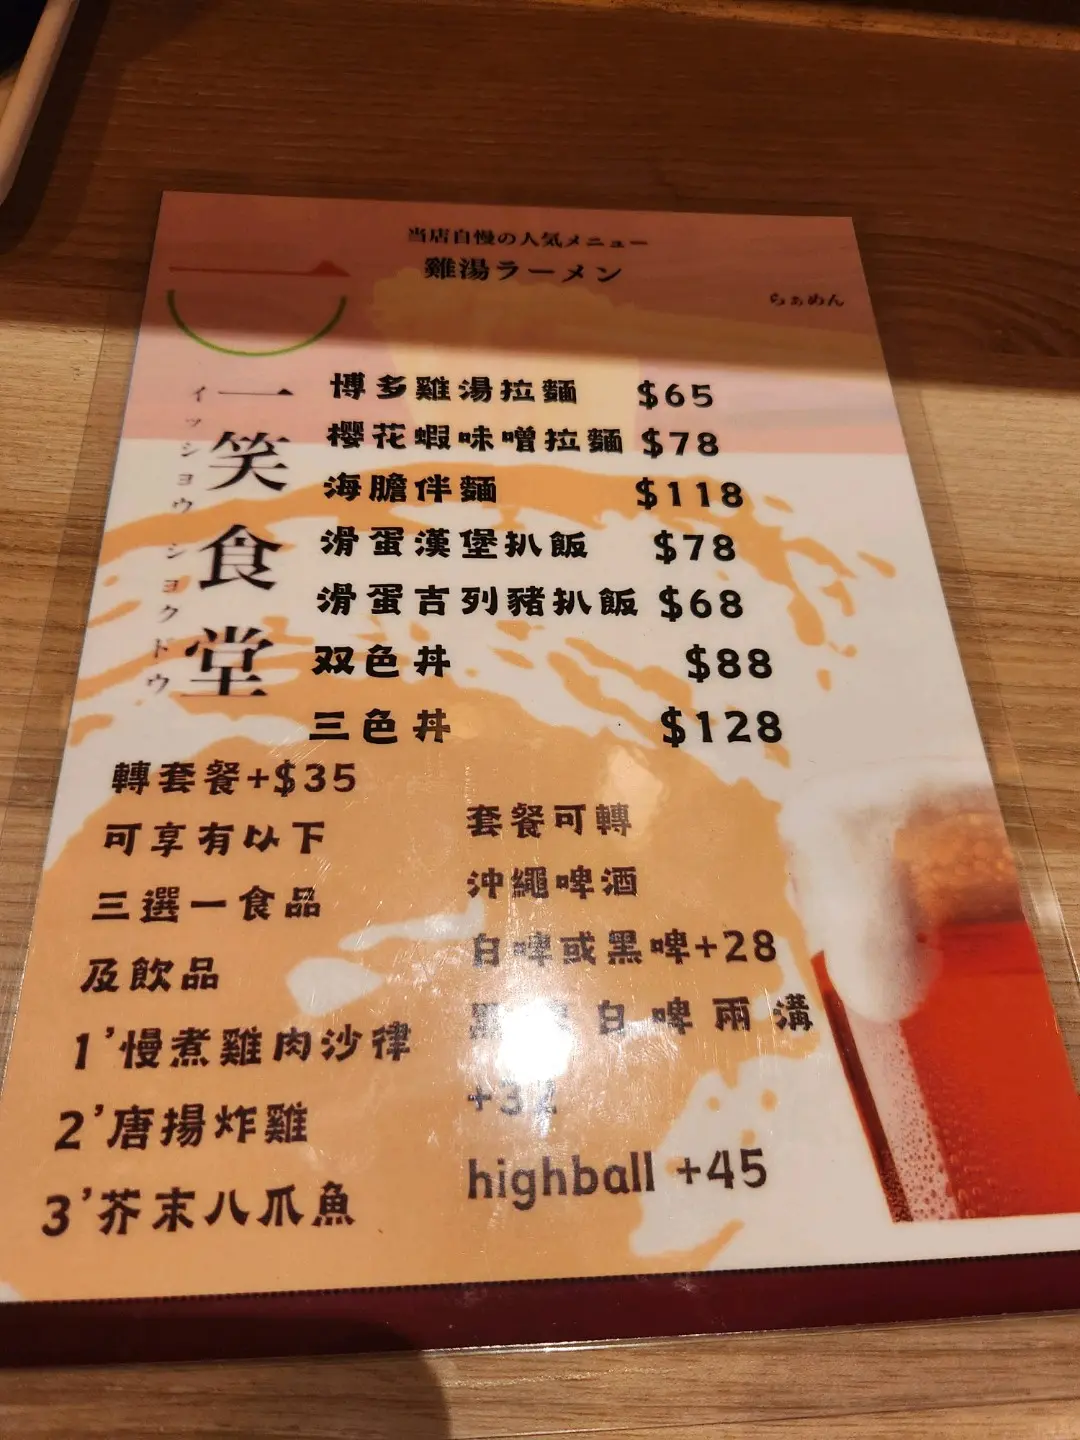 当店自慢の人気メニュー
雞湯ラーメン
らぁめん
一笑食堂
イッショウショクドウ
博多雞湯拉麵 $65
櫻花蝦味噌拉麵 $78
海膽伴麵 $118
滑蛋漢堡扒飯 $78
滑蛋吉列豬扒飯 $68
双色丼 $88
三色丼 $128
轉套餐+$35
可享有以下
三選一食品
及飲品
1’慢煮雞肉沙律
2’唐揚炸雞
3’芥末八爪魚
套餐可轉
沖繩啤酒
白啤或黑啤+28
黑 白啤兩溝
+32
highball +45